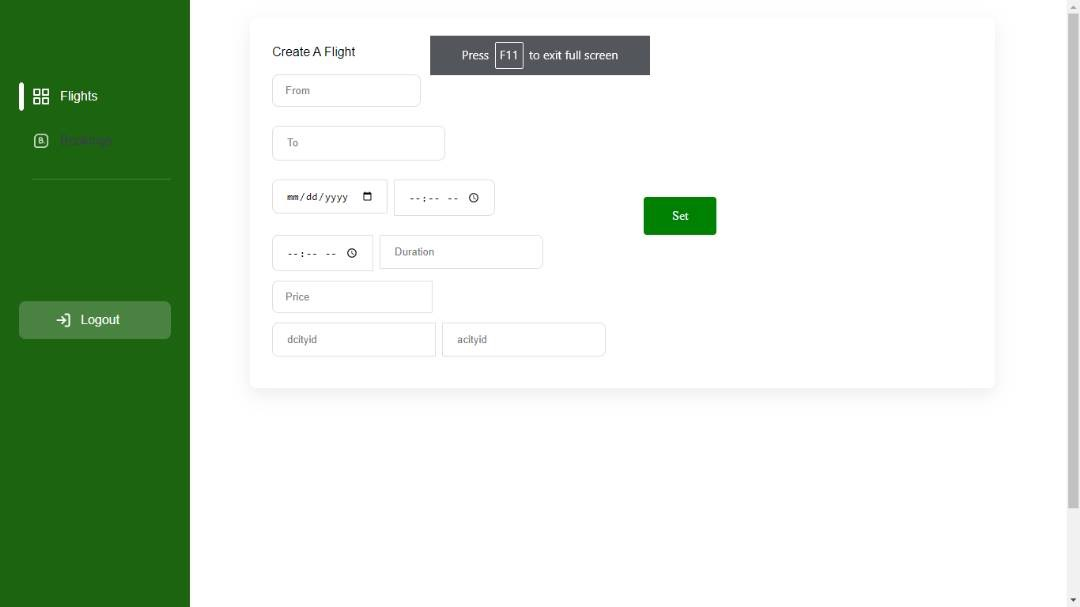 Flights
B.
Bookings
Logout
Create A Flight
Press F11 to exit full screen
From
To
mm/dd/yyyy
--:-- --
Set
--:-- --
Duration
Price
dcityid
acityid